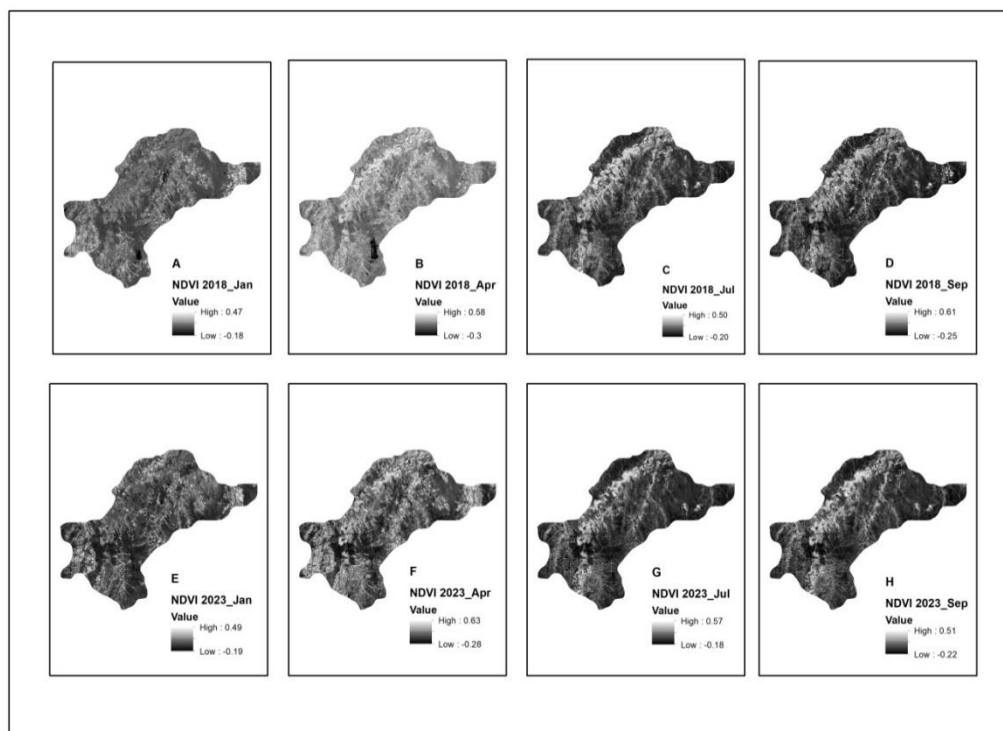 A
NDVI 2018_Jan
Value
High : 0.47
Low : -0.18
B
NDVI 2018_Apr
Value
High : 0.58
Low : -0.3
C
NDVI 2018_Jul
Value
High : 0.50
Low : -0.20
D
NDVI 2018_Sep
Value
High : 0.61
Low : -0.25
E
NDVI 2023_Jan
Value
High : 0.49
Low : -0.19
F
NDVI 2023_Apr
Value
High : 0.63
Low : -0.28
G
NDVI 2023_Jul
Value
High : 0.57
Low : -0.18
H
NDVI 2023_Sep
Value
High : 0.51
Low : -0.22